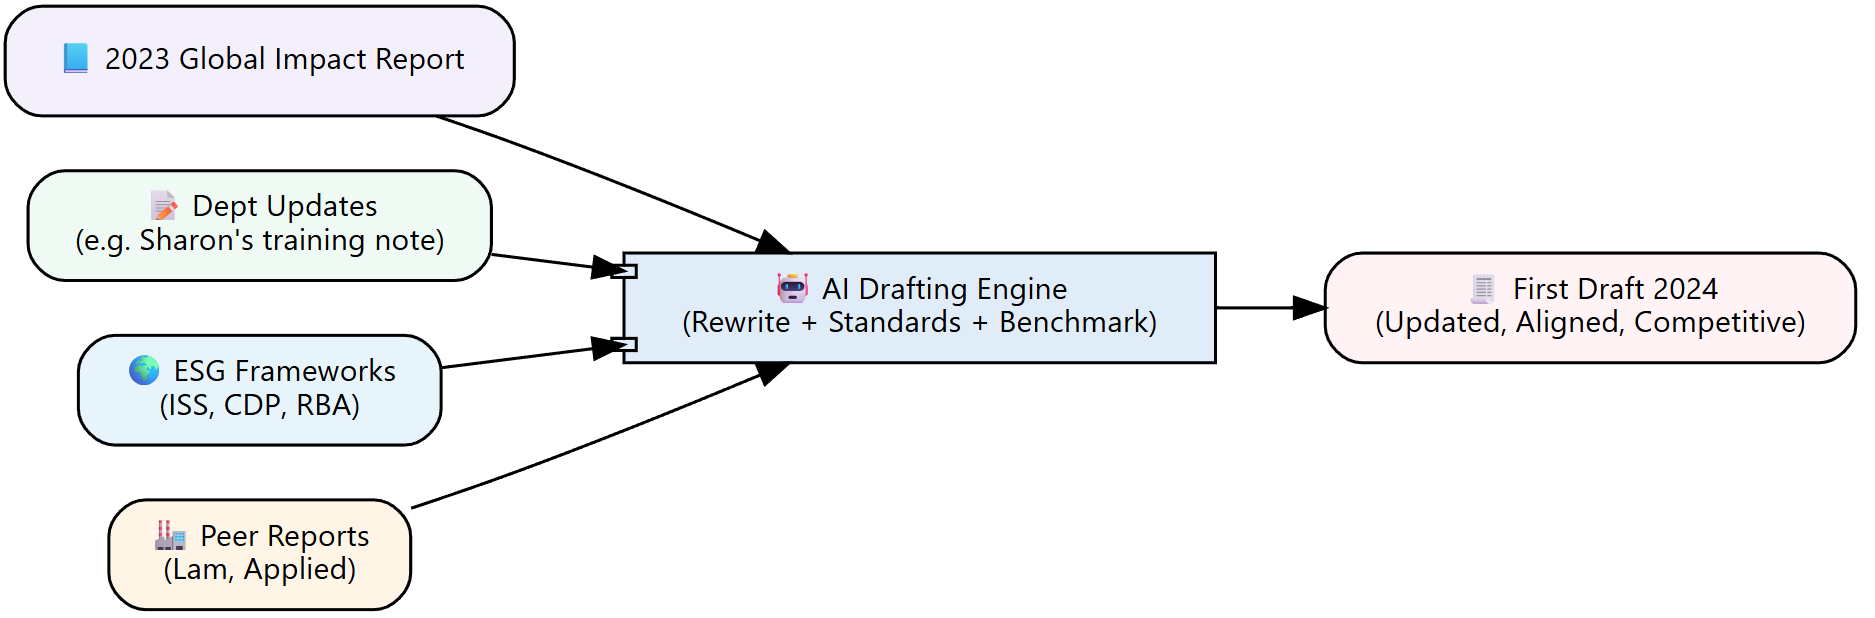 2023 Global Impact Report
Dept Updates
(e.g. Sharon's training note)
ESG Frameworks
(ISS, CDP, RBA)
Peer Reports
(Lam, Applied)
AI Drafting Engine
(Rewrite + Standards + Benchmark)
First Draft 2024
(Updated, Aligned, Competitive)